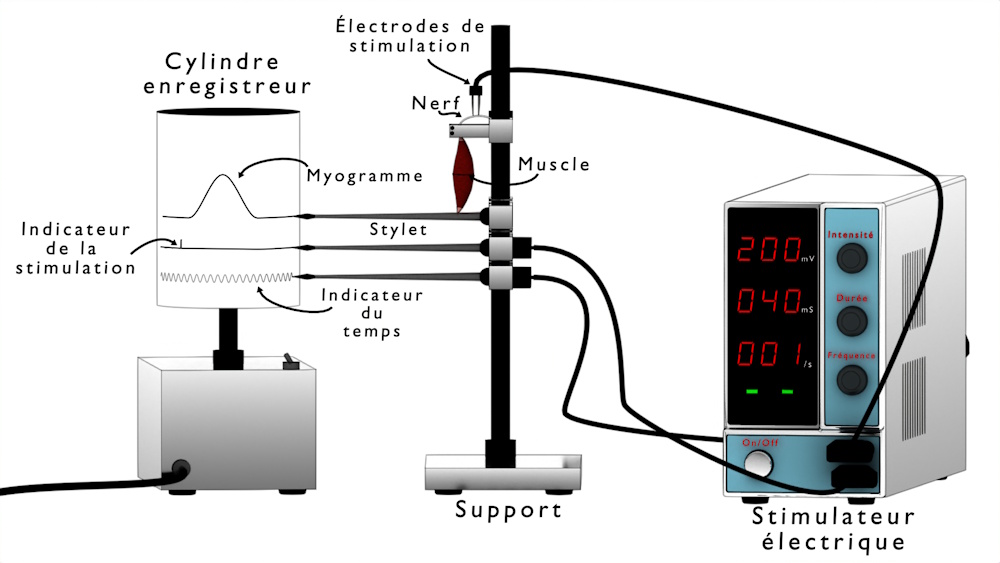 Électrodes de
stimulation
Cylindre
enregistreur
Nerf
Muscle
Myogramme
Stylet
Indicateur
de la
stimulation
Indicateur
du
temps
Support
Intensité
200 mV
Durée
040 mS
Fréquence
001 /s
On/Off
Stimulateur
électrique